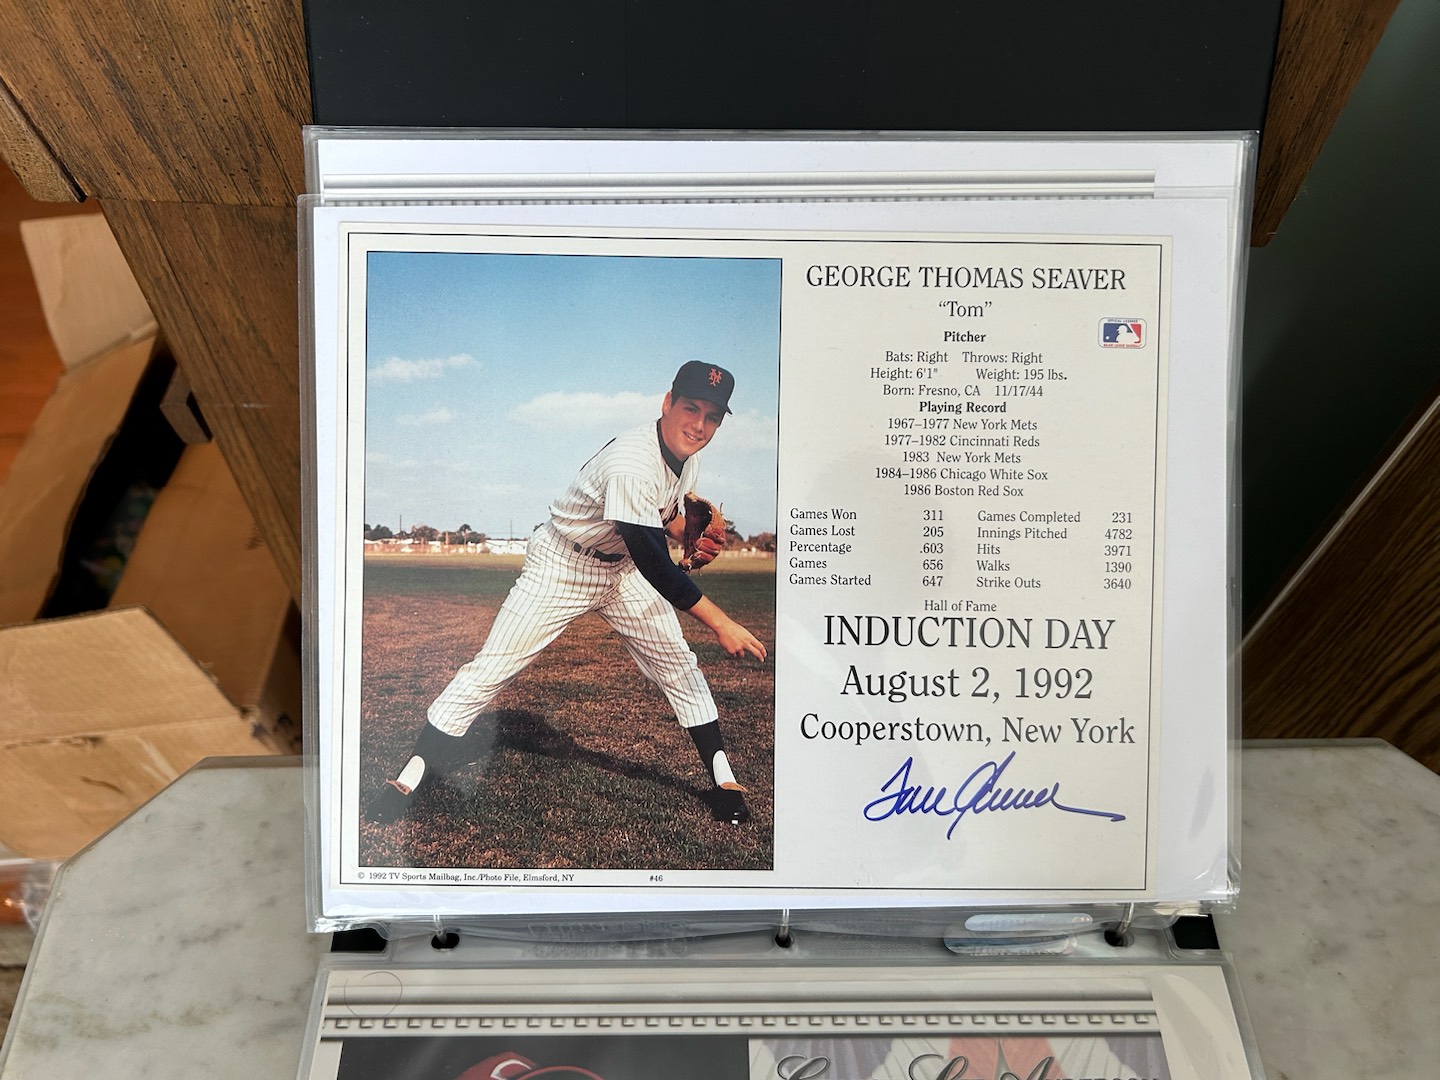 GEORGE THOMAS SEAVER
“Tom”
Pitcher
Bats: Right Throws: Right
Height: 6'1" Weight: 195 lbs.
Born: Fresno, CA 11/17/44
Playing Record
1967–1977 New York Mets
1977–1982 Cincinnati Reds
1983 New York Mets
1984–1986 Chicago White Sox
1986 Boston Red Sox
Games Won 311 Games Completed 231
Games Lost 205 Innings Pitched 4782
Percentage .603 Hits 3971
Games 656 Walks 1390
Games Started 647 Strike Outs 3640
Hall of Fame
INDUCTION DAY
August 2, 1992
Cooperstown, New York
Tom Seaver
© 1992 TV Sports Mailbag, Inc./Photo File, Elmsford, NY #46
NY
George Lee Anderson